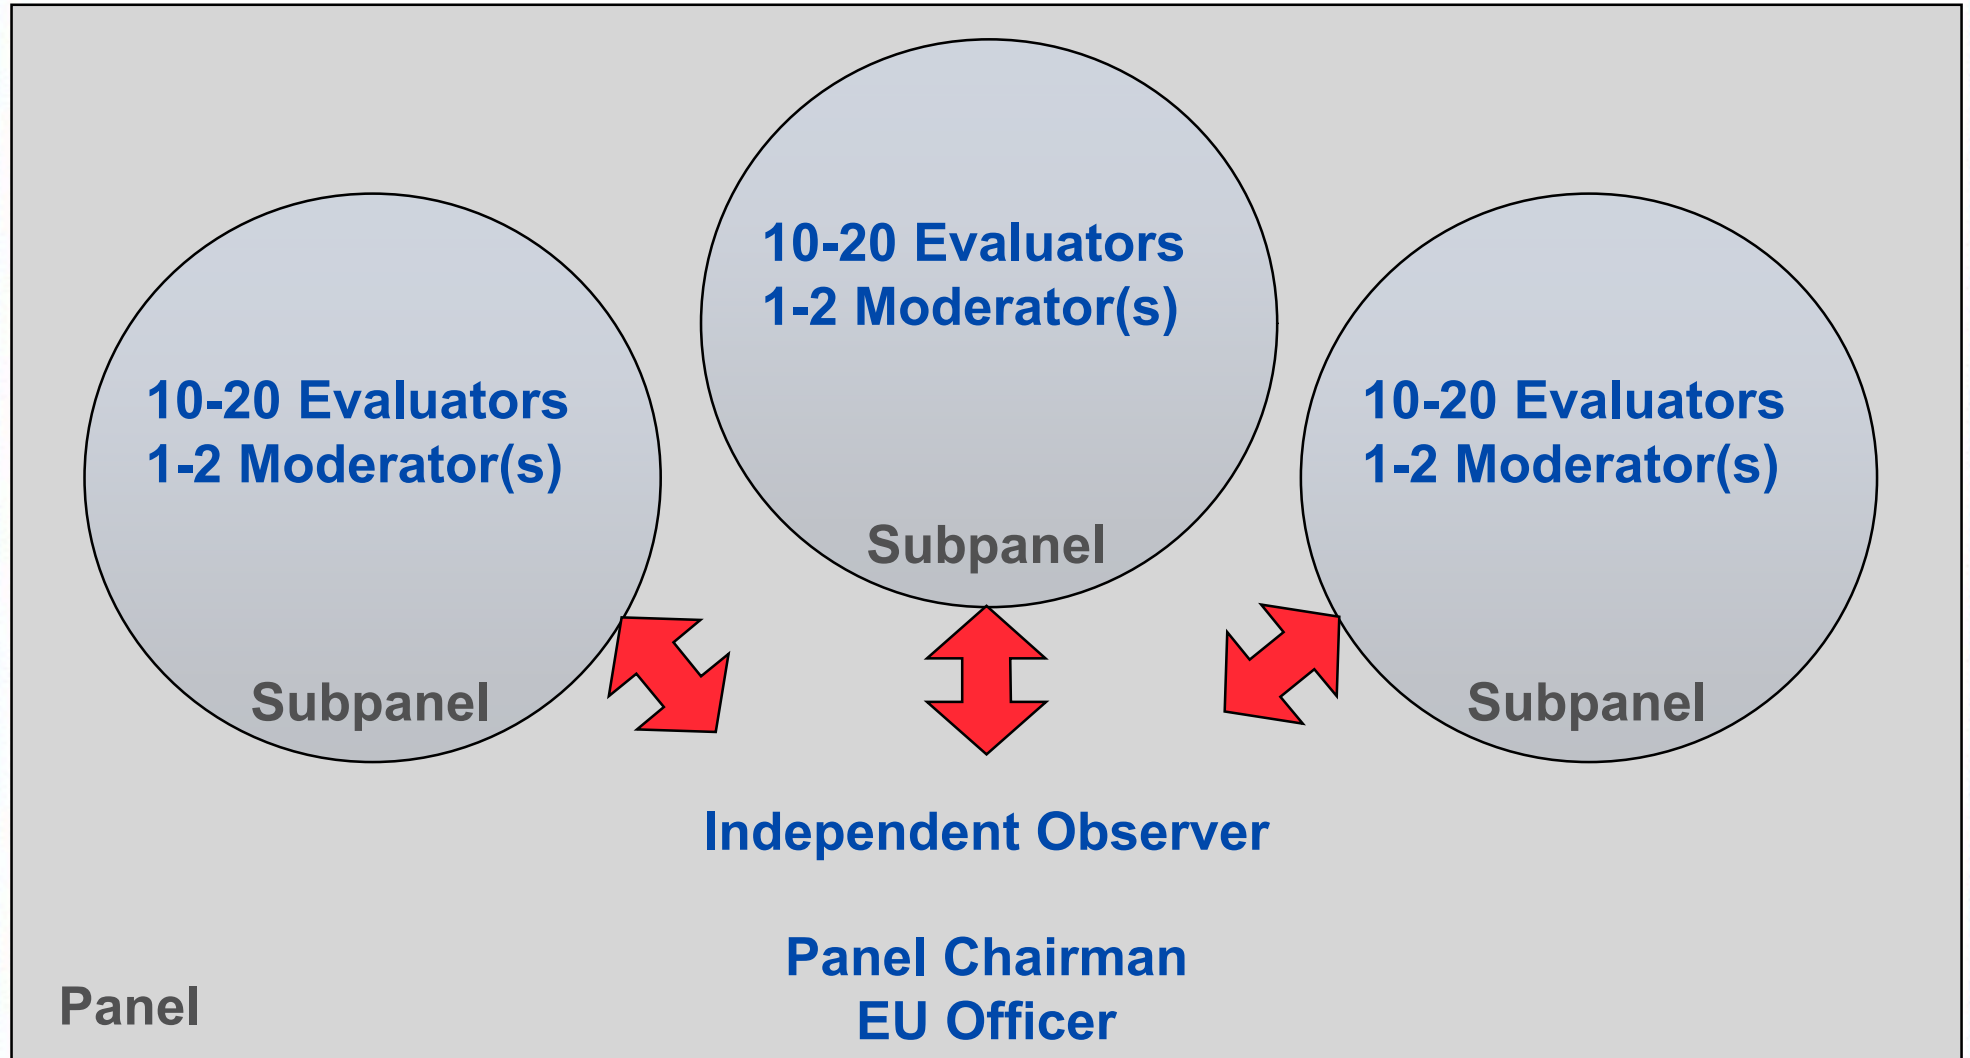 10-20 Evaluators
1-2 Moderator(s)
Subpanel
10-20 Evaluators
1-2 Moderator(s)
Subpanel
10-20 Evaluators
1-2 Moderator(s)
Subpanel
Independent Observer
Panel Chairman
EU Officer
Panel